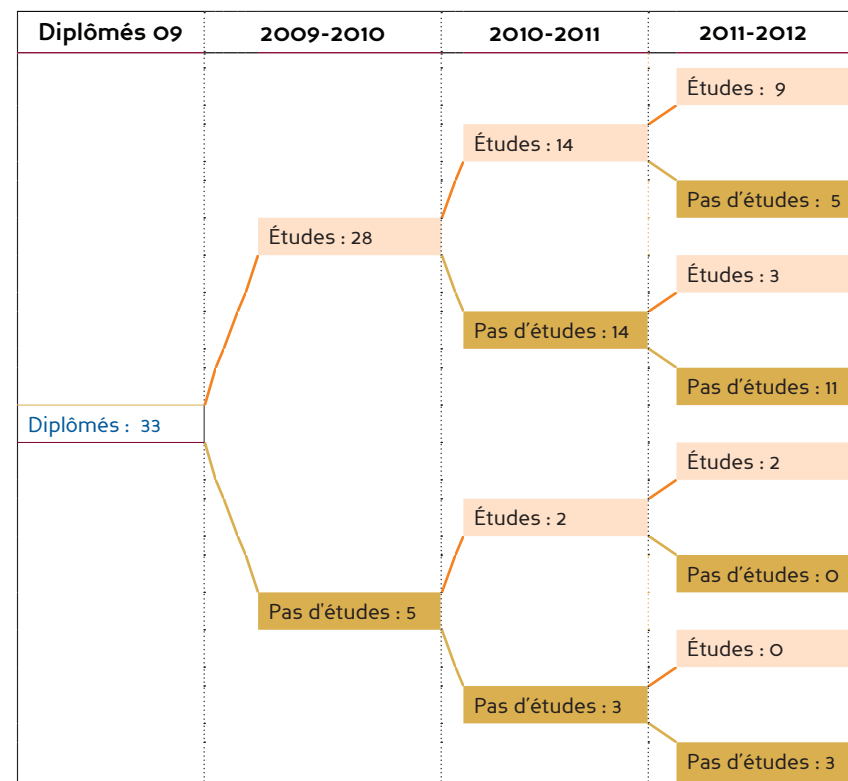 Diplômés 09 2009-2010 2010-2011 2011-2012
Études : 9
Études : 14
Pas d'études : 5
Études : 28
Études : 3
Pas d'études : 14
Pas d'études : 11
Diplômés : 33
Études : 2
Études : 2
Pas d'études : 0
Pas d'études : 5
Études : 0
Pas d'études : 3
Pas d'études : 3